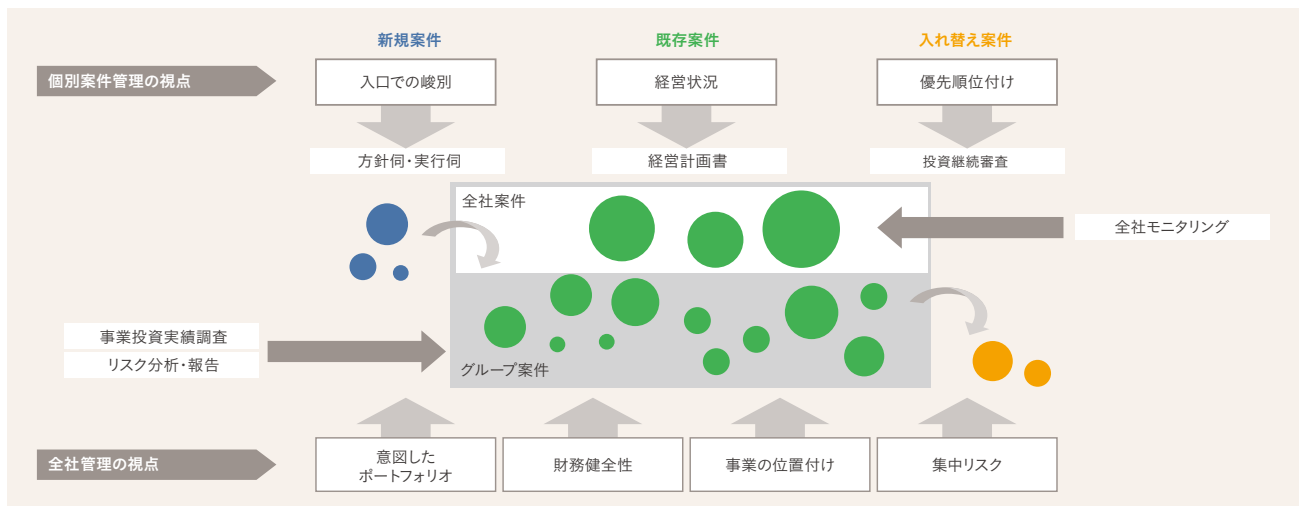 新規案件
既存案件
入れ替え案件
個別案件管理の視点
入口での峻別
経営状況
優先順位付け
方針伺・実行伺
経営計画書
投資継続審査
全社案件
全社モニタリング
事業投資実績調査
リスク分析・報告
グループ案件
全社管理の視点
意図した
ポートフォリオ
財務健全性
事業の位置付け
集中リスク